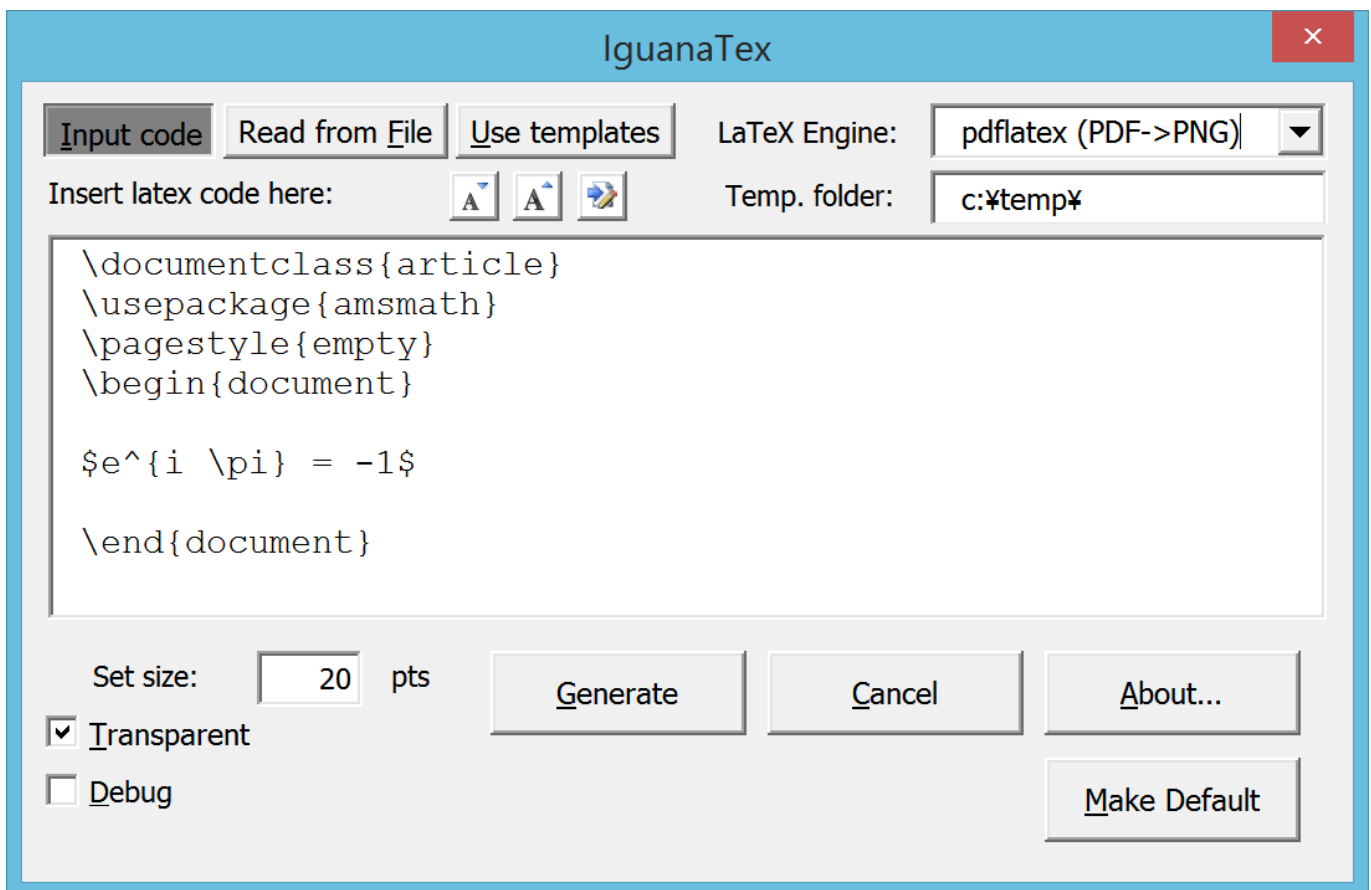 IguanaTex
Input code Read from File Use templates LaTeX Engine: pdflatex (PDF->PNG)
Insert latex code here: A A Temp. folder: c:¥temp¥
\documentclass{article}
\usepackage{amsmath}
\pagestyle{empty}
\begin{document}
$e^{i \pi} = -1$
\end{document}
Set size: 20 pts Generate Cancel About...
Transparent
Debug Make Default